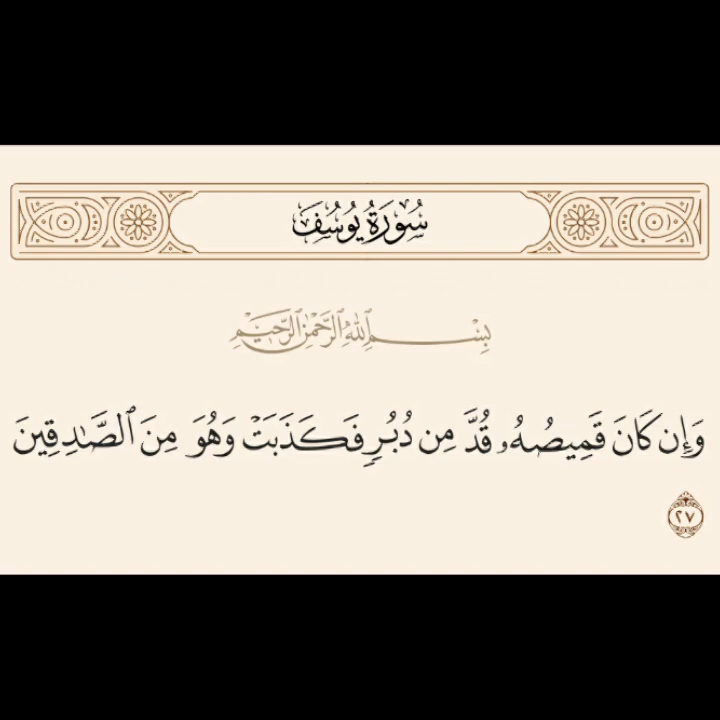 سُورَةُ يُوسُفَ
بِسْمِ ٱللَّهِ ٱلرَّحْمَٰنِ ٱلرَّحِيمِ
وَإِن كَانَ قَمِيصُهُۥ قُدَّ مِن دُبُرٖ فَكَذَبَتۡ وَهُوَ مِنَ ٱلصَّٰدِقِينَ
٢٧